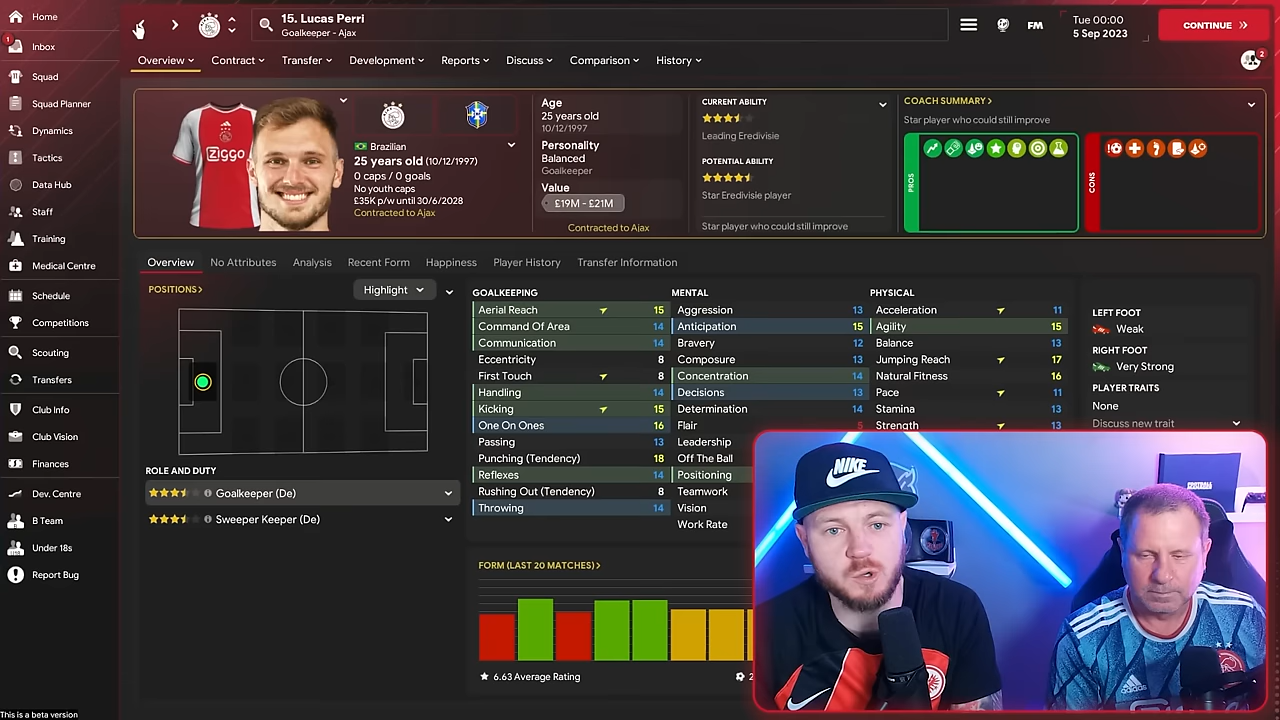 Home
15. Lucas Perri
Goalkeeper - Ajax
FM
Tue 00:00
5 Sep 2023
CONTINUE
1
Inbox
Overview
Contract
Transfer
Development
Reports
Discuss
Comparison
History
2
Squad
Squad Planner
Dynamics
Tactics
Data Hub
Staff
Training
Medical Centre
Schedule
Competitions
Scouting
Transfers
Club Info
Club Vision
Finances
Dev. Centre
B Team
Under 18s
Report Bug
This is a beta version
Ziggo
Brazilian
25 years old (10/12/1997)
0 caps / 0 goals
No youth caps
£35K p/w until 30/6/2028
Contracted to Ajax
Age
25 years old
10/12/1997
Personality
Balanced
Goalkeeper
Value
£19M - £21M
Contracted to Ajax
CURRENT ABILITY
Leading Eredivisie
POTENTIAL ABILITY
Star Eredivisie player
Star player who could still improve
COACH SUMMARY
Star player who could still improve
PROS
CONS
Overview
No Attributes
Analysis
Recent Form
Happiness
Player History
Transfer Information
POSITIONS
Highlight
ROLE AND DUTY
Goalkeeper (De)
Sweeper Keeper (De)
GOALKEEPING
Aerial Reach 15
Command Of Area 14
Communication 14
Eccentricity 8
First Touch 8
Handling 14
Kicking 15
One On Ones 16
Passing 13
Punching (Tendency) 18
Reflexes 14
Rushing Out (Tendency) 8
Throwing 14
MENTAL
Aggression 13
Anticipation 15
Bravery 12
Composure 13
Concentration 14
Decisions 13
Determination 14
Flair 5
Leadership
Off The Ball
Positioning
Teamwork
Vision
Work Rate
PHYSICAL
Acceleration 11
Agility 15
Balance 13
Jumping Reach 17
Natural Fitness 16
Pace 11
Stamina 13
Strength 13
LEFT FOOT
Weak
RIGHT FOOT
Very Strong
PLAYER TRAITS
None
Discuss new trait
FORM (LAST 20 MATCHES)
6.63 Average Rating
2
NIKE
adidas